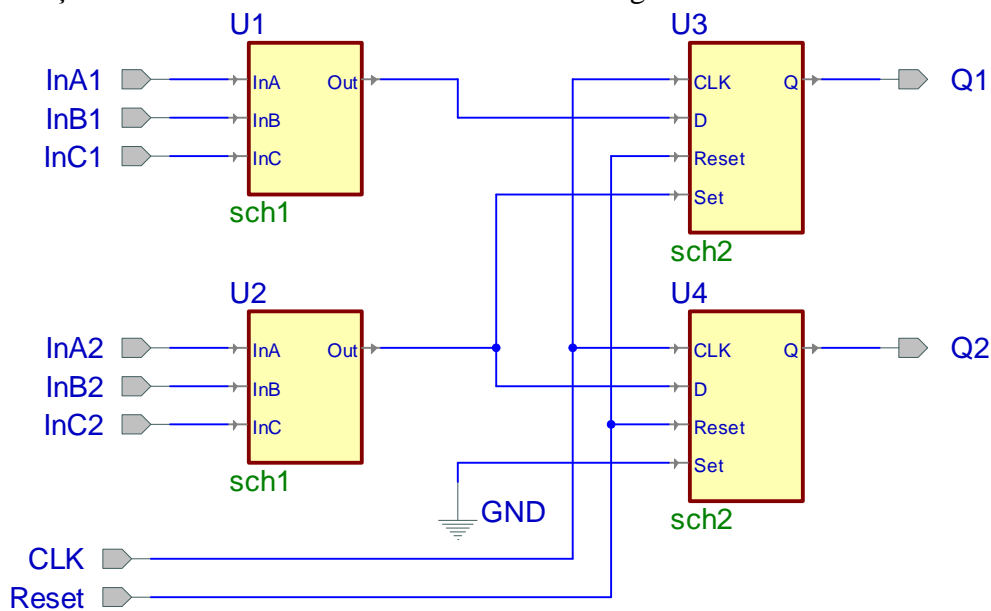 U1 U3
InA1 InA Out CLK Q Q1
InB1 InB D
InC1 InC Reset
Set
sch1
sch2
U2 U4
InA2 InA Out CLK Q Q2
InB2 InB D
InC2 InC Reset
Set
sch1
GND
sch2
CLK
Reset